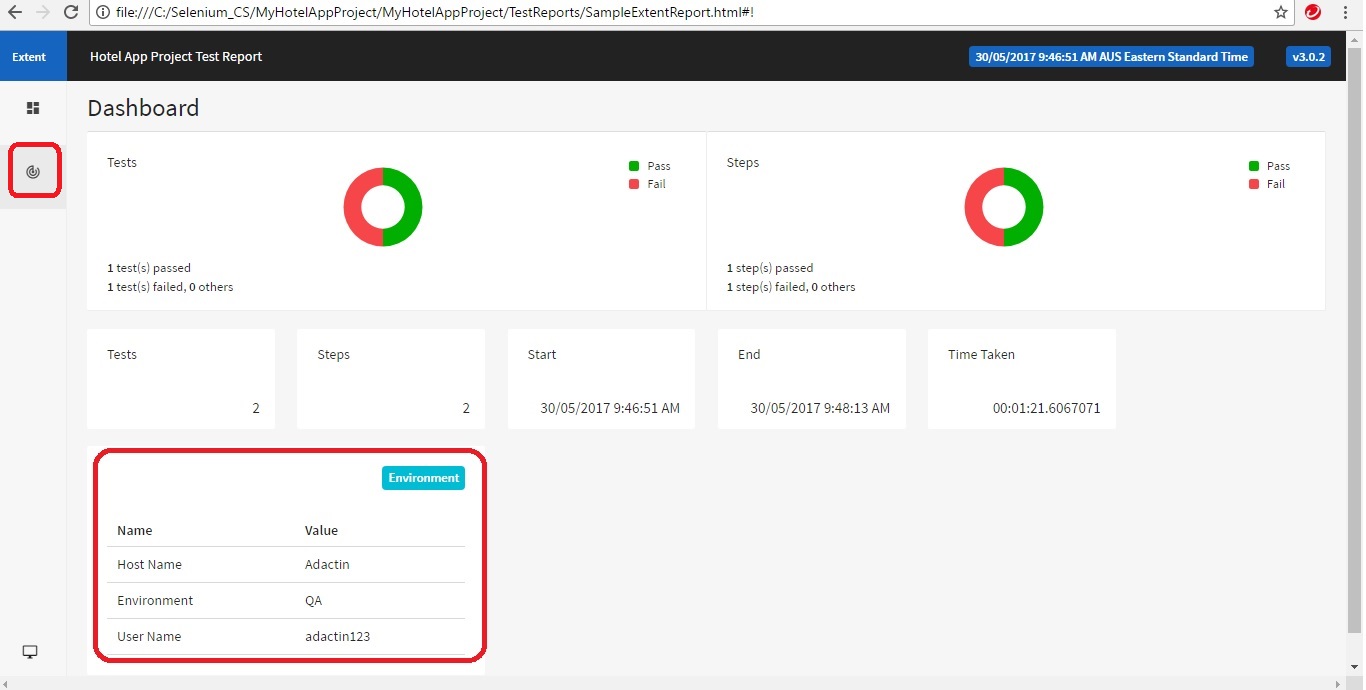 file:///C:/Selenium_CS/MyHotelAppProject/MyHotelAppProject/TestReports/SampleExtentReport.html#!
Extent
Hotel App Project Test Report
30/05/2017 9:46:51 AM AUS Eastern Standard Time
v3.0.2
Dashboard
Tests
Pass
Fail
1 test(s) passed
1 test(s) failed, 0 others
Steps
Pass
Fail
1 step(s) passed
1 step(s) failed, 0 others
Tests
2
Steps
2
Start
30/05/2017 9:46:51 AM
End
30/05/2017 9:48:13 AM
Time Taken
00:01:21.6067071
Environment
Name Value
Host Name Adactin
Environment QA
User Name adactin123